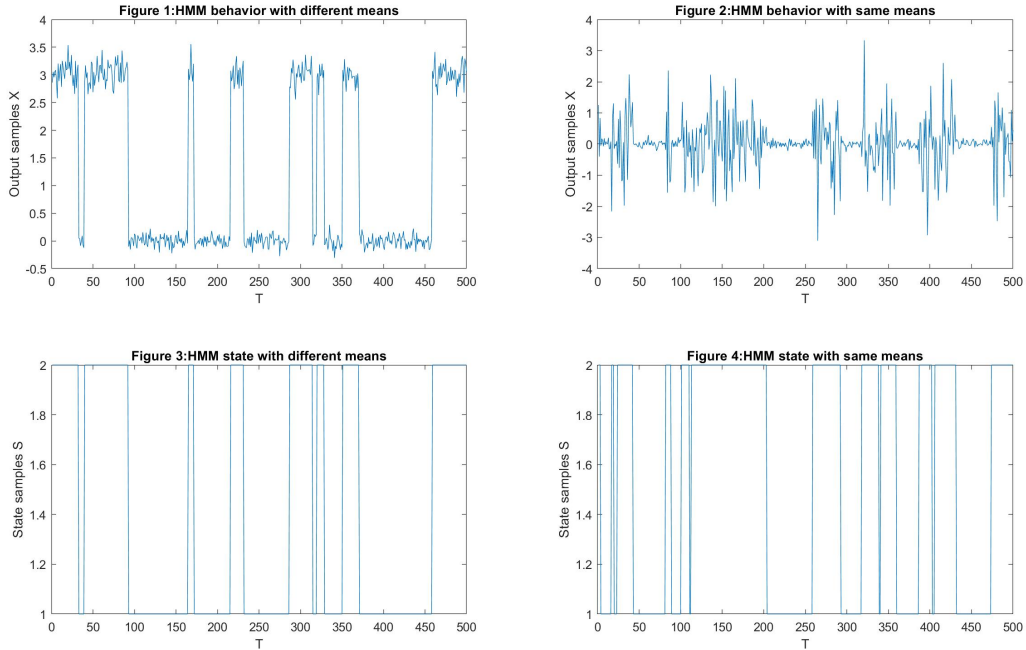 Figure 1:HMM behavior with different means
4
3.5
3
2.5
2
1.5
1
0.5
0
-0.5
Output samples X
0 50 100 150 200 250 300 350 400 450 500
T
Figure 2:HMM behavior with same means
4
3
2
1
0
-1
-2
-3
-4
Output samples X
0 50 100 150 200 250 300 350 400 450 500
T
Figure 3:HMM state with different means
2
1.8
1.6
1.4
1.2
1
State samples S
0 50 100 150 200 250 300 350 400 450 500
T
Figure 4:HMM state with same means
2
1.8
1.6
1.4
1.2
1
State samples S
0 50 100 150 200 250 300 350 400 450 500
T